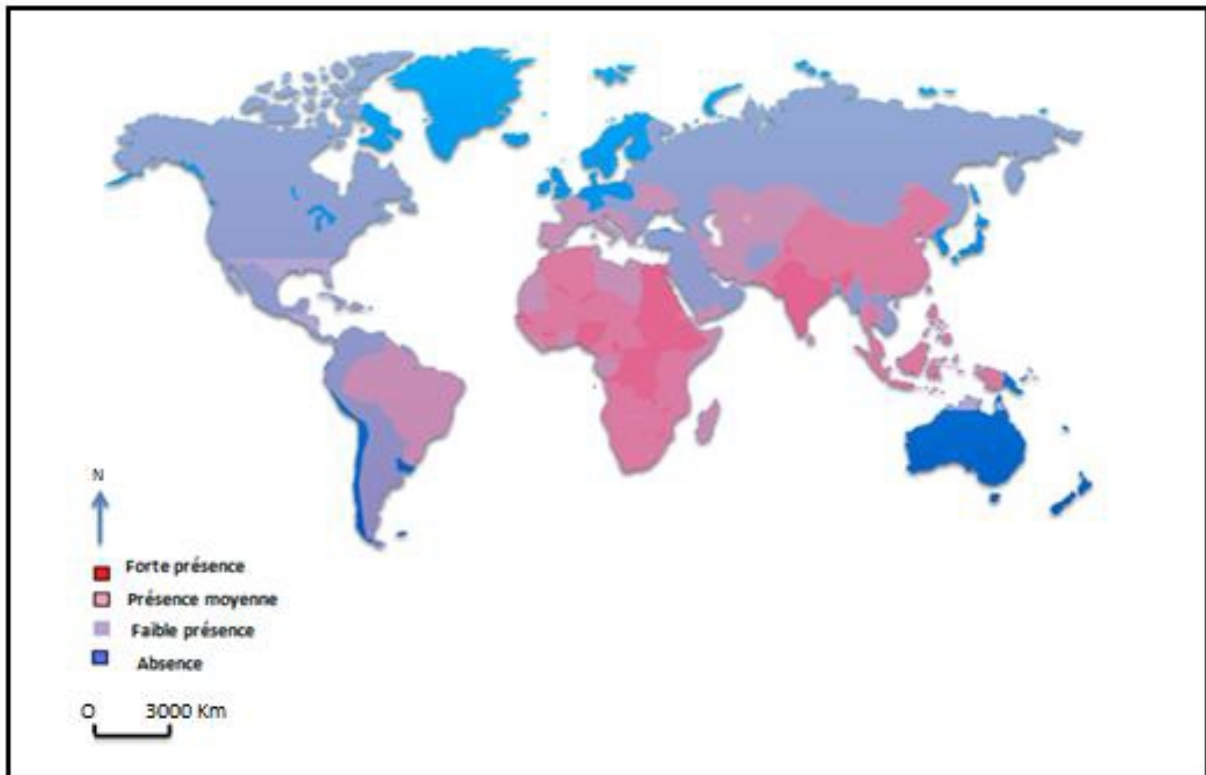 N
Forte présence
Présence moyenne
Faible présence
Absence
O 3000 Km